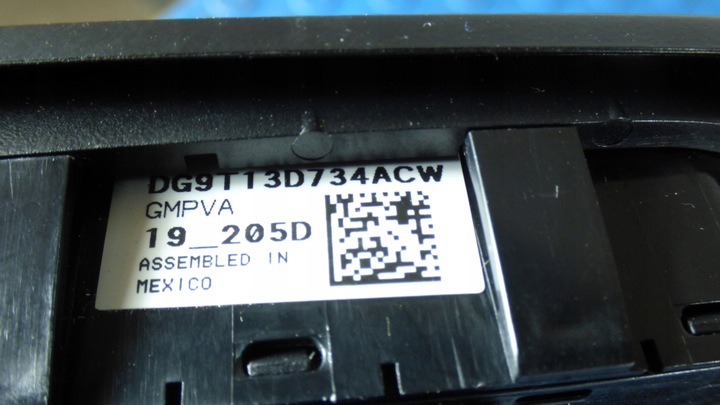 DG9T13D734ACW
GMPVA
19_205D
ASSEMBLED IN
MEXICO